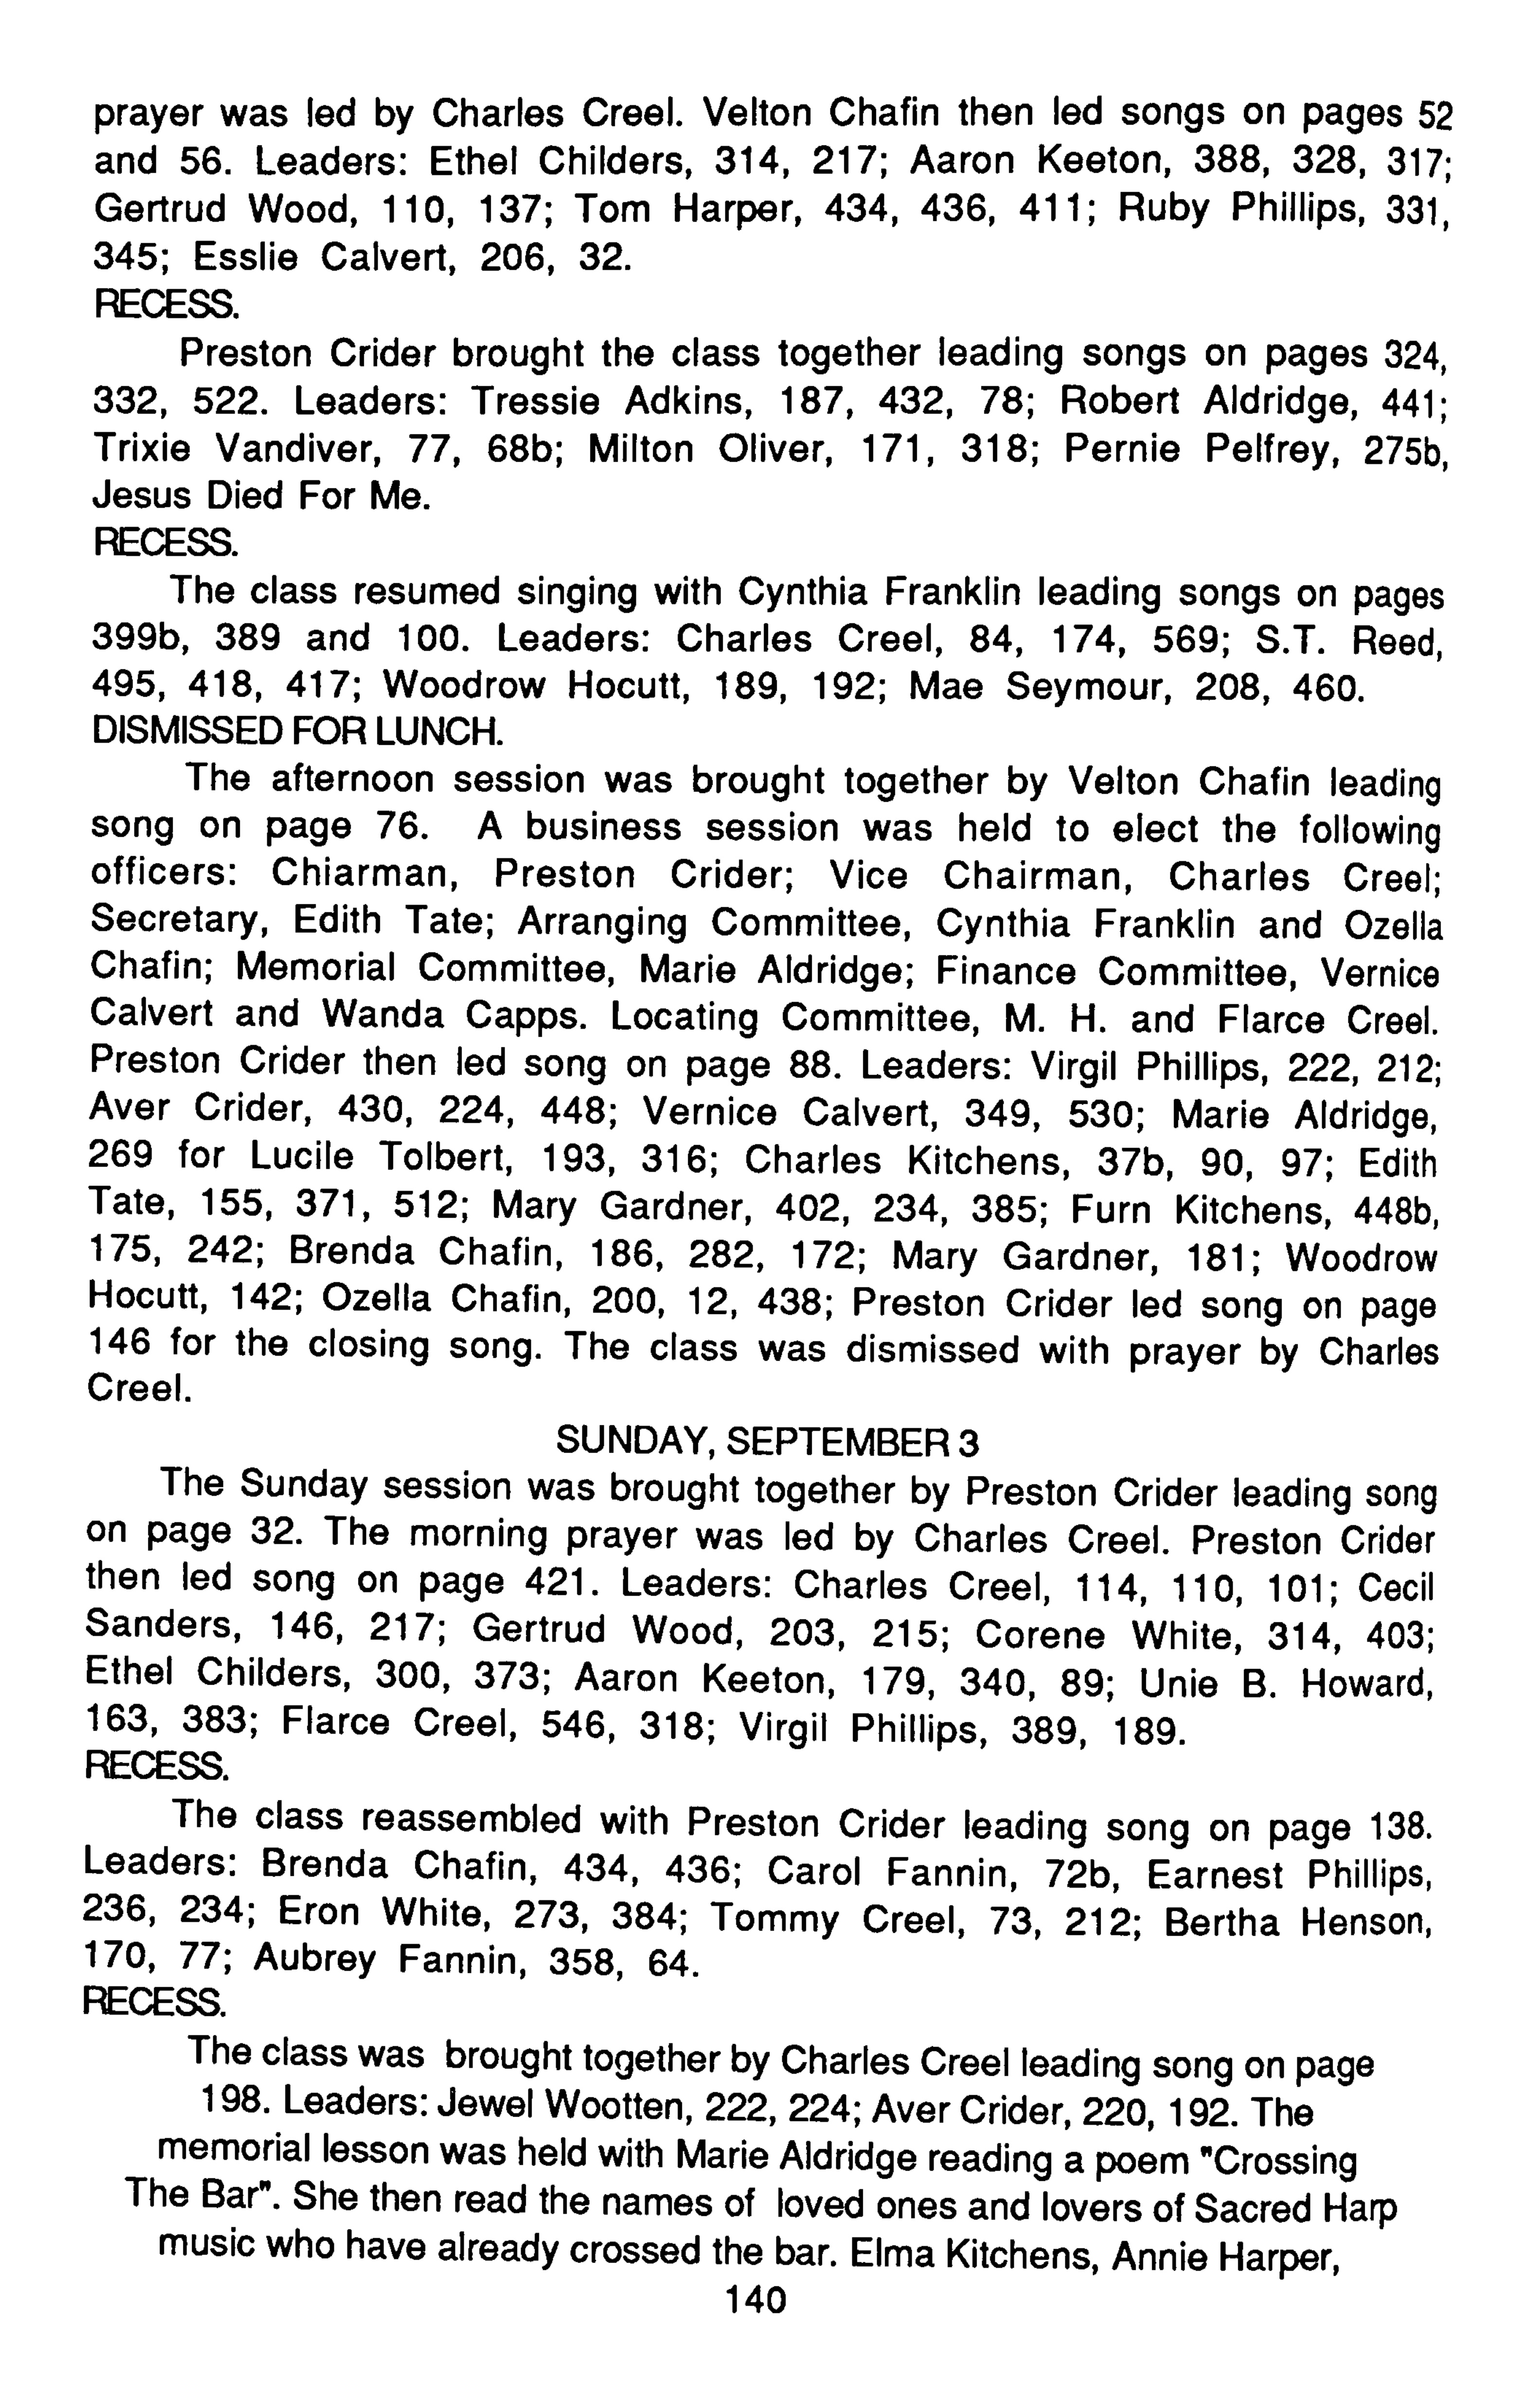 prayer was led by Charles Creel. Velton Chafin then led songs on pages 52
and 56. Leaders: Ethel Childers, 314, 217; Aaron Keeton, 388, 328, 317;
Gertrud Wood, 110, 137; Tom Harper, 434, 436, 411; Ruby Phillips, 331,
345; Esslie Calvert, 206, 32.
RECESS.
Preston Crider brought the class together leading songs on pages 324,
332, 522. Leaders: Tressie Adkins, 187, 432, 78; Robert Aldridge, 441;
Trixie Vandiver, 77, 68b; Milton Oliver, 171, 318; Pernie Pelfrey, 275b,
Jesus Died For Me.
RECESS.
The class resumed singing with Cynthia Franklin leading songs on pages
399b, 389 and 100. Leaders: Charles Creel, 84, 174, 569; S.T. Reed,
495, 418, 417; Woodrow Hocutt, 189, 192; Mae Seymour, 208, 460.
DISMISSED FOR LUNCH.
The afternoon session was brought together by Velton Chafin leading
song on page 76. A business session was held to elect the following
officers: Chiarman, Preston Crider; Vice Chairman, Charles Creel;
Secretary, Edith Tate; Arranging Committee, Cynthia Franklin and Ozella
Chafin; Memorial Committee, Marie Aldridge; Finance Committee, Vernice
Calvert and Wanda Capps. Locating Committee, M. H. and Flarce Creel.
Preston Crider then led song on page 88. Leaders: Virgil Phillips, 222, 212;
Aver Crider, 430, 224, 448; Vernice Calvert, 349, 530; Marie Aldridge,
269 for Lucile Tolbert, 193, 316; Charles Kitchens, 37b, 90, 97; Edith
Tate, 155, 371, 512; Mary Gardner, 402, 234, 385; Furn Kitchens, 448b,
175, 242; Brenda Chafin, 186, 282, 172; Mary Gardner, 181; Woodrow
Hocutt, 142; Ozella Chafin, 200, 12, 438; Preston Crider led song on page
146 for the closing song. The class was dismissed with prayer by Charles
Creel.
SUNDAY, SEPTEMBER 3
The Sunday session was brought together by Preston Crider leading song
on page 32. The morning prayer was led by Charles Creel. Preston Crider
then led song on page 421. Leaders: Charles Creel, 114, 110, 101; Cecil
Sanders, 146, 217; Gertrud Wood, 203, 215; Corene White, 314, 403;
Ethel Childers, 300, 373; Aaron Keeton, 179, 340, 89; Unie B. Howard,
163, 383; Flarce Creel, 546, 318; Virgil Phillips, 389, 189.
RECESS.
The class reassembled with Preston Crider leading song on page 138.
Leaders: Brenda Chafin, 434, 436; Carol Fannin, 72b, Earnest Phillips,
236, 234; Eron White, 273, 384; Tommy Creel, 73, 212; Bertha Henson,
170, 77; Aubrey Fannin, 358, 64.
RECESS.
The class was brought together by Charles Creel leading song on page
198. Leaders: Jewel Wootten, 222, 224; Aver Crider, 220, 192. The
memorial lesson was held with Marie Aldridge reading a poem "Crossing
The Bar". She then read the names of loved ones and lovers of Sacred Harp
music who have already crossed the bar. Elma Kitchens, Annie Harper,
140